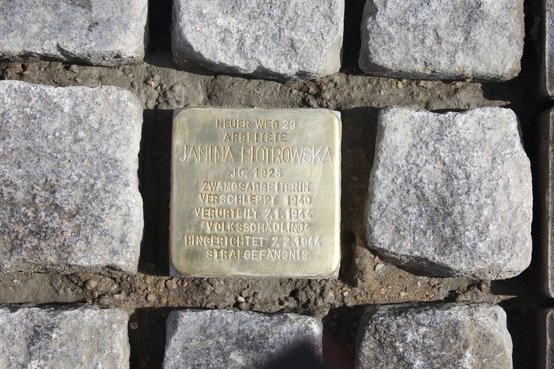 NEUER WEG 29
ARBEITETE
JANINA PIOTROWSKA
JG. 1925
ZWANGSARBEITERIN
VERSCHLEPPT 1940
VERURTEILT 7.1.1944
'VOLKSSCHÄDLING'
HINGERICHTET 7.2.1944
STRAFGEFÄNGNIS